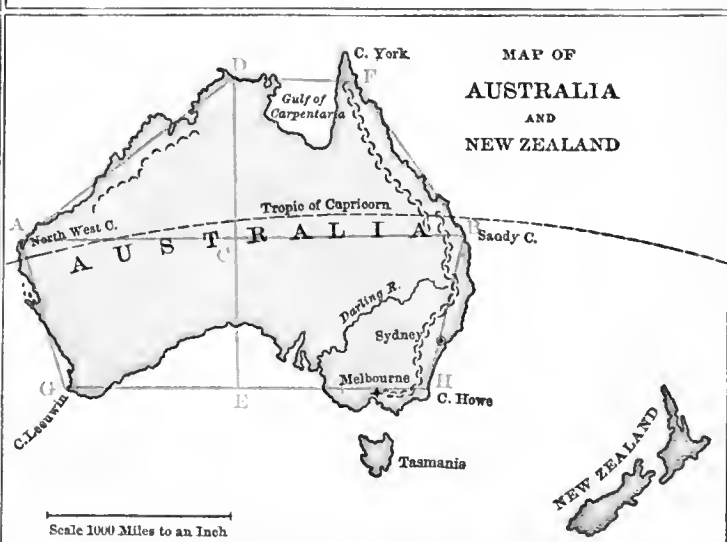 MAP OF
AUSTRALIA
AND
NEW ZEALAND
C. York
D
F
Gulf of
Carpentaria
A
Tropic of Capricorn
B
North West C.
Sandy C.
AUSTRALIA
C
Darling R.
Sydney
Melbourne
G
E
H
C. Howe
C. Leeuwin
Tasmania
NEW ZEALAND
Scale 1000 Miles to an Inch